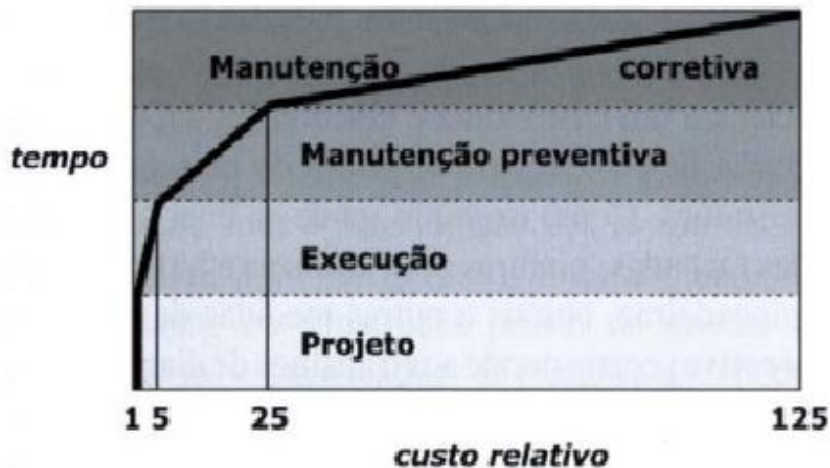 Manutenção corretiva
tempo
Manutenção preventiva
Execução
Projeto
1 5 25 125
custo relativo